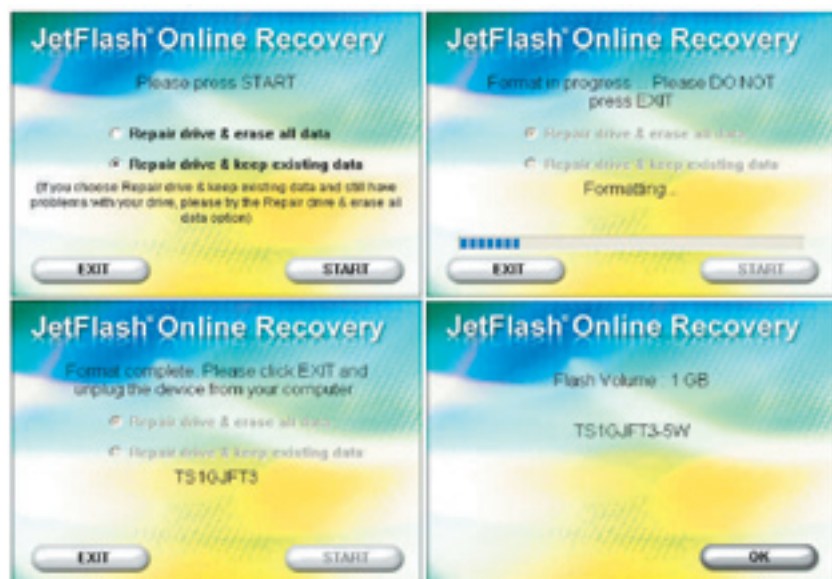 JetFlash® Online Recovery
Please press START
Repair drive & erase all data
Repair drive & keep existing data
(If you choose Repair drive & keep existing data and still have
problems with your drive, please by the Repair drive & erase all
data option)
EXIT
START
JetFlash® Online Recovery
Format in progress... Please DO NOT
press EXIT
Repair drive & erase all data
Repair drive & keep existing data
Formatting...
EXIT
START
JetFlash® Online Recovery
Format complete. Please click EXIT and
unplug the device from your computer
Repair drive & erase all data
Repair drive & keep existing data
TS1GJFT3
EXIT
START
JetFlash® Online Recovery
Flash Volume : 1 GB
TS1GJFT3-5W
OK